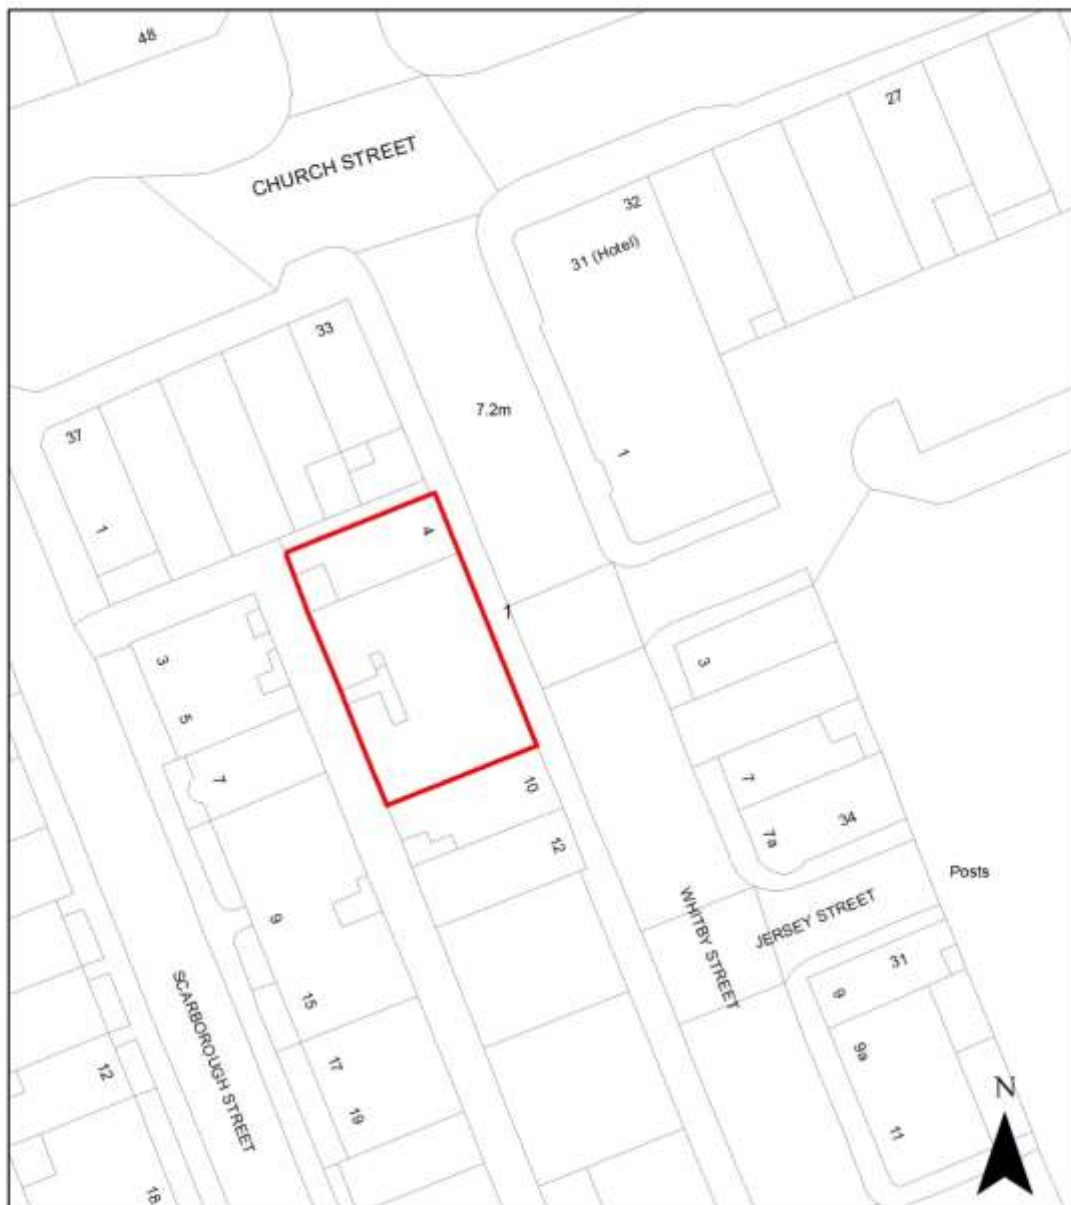 48
27
CHURCH STREET
32
31 (Hotel)
33
7.2m
37
1
1
4
1
3
3
5
7
7
10
34
7a
12
Posts
WHITBY STREET
JERSEY STREET
9
31
9
15
SCARBOROUGH STREET
9a
17
12
19
11
18
N